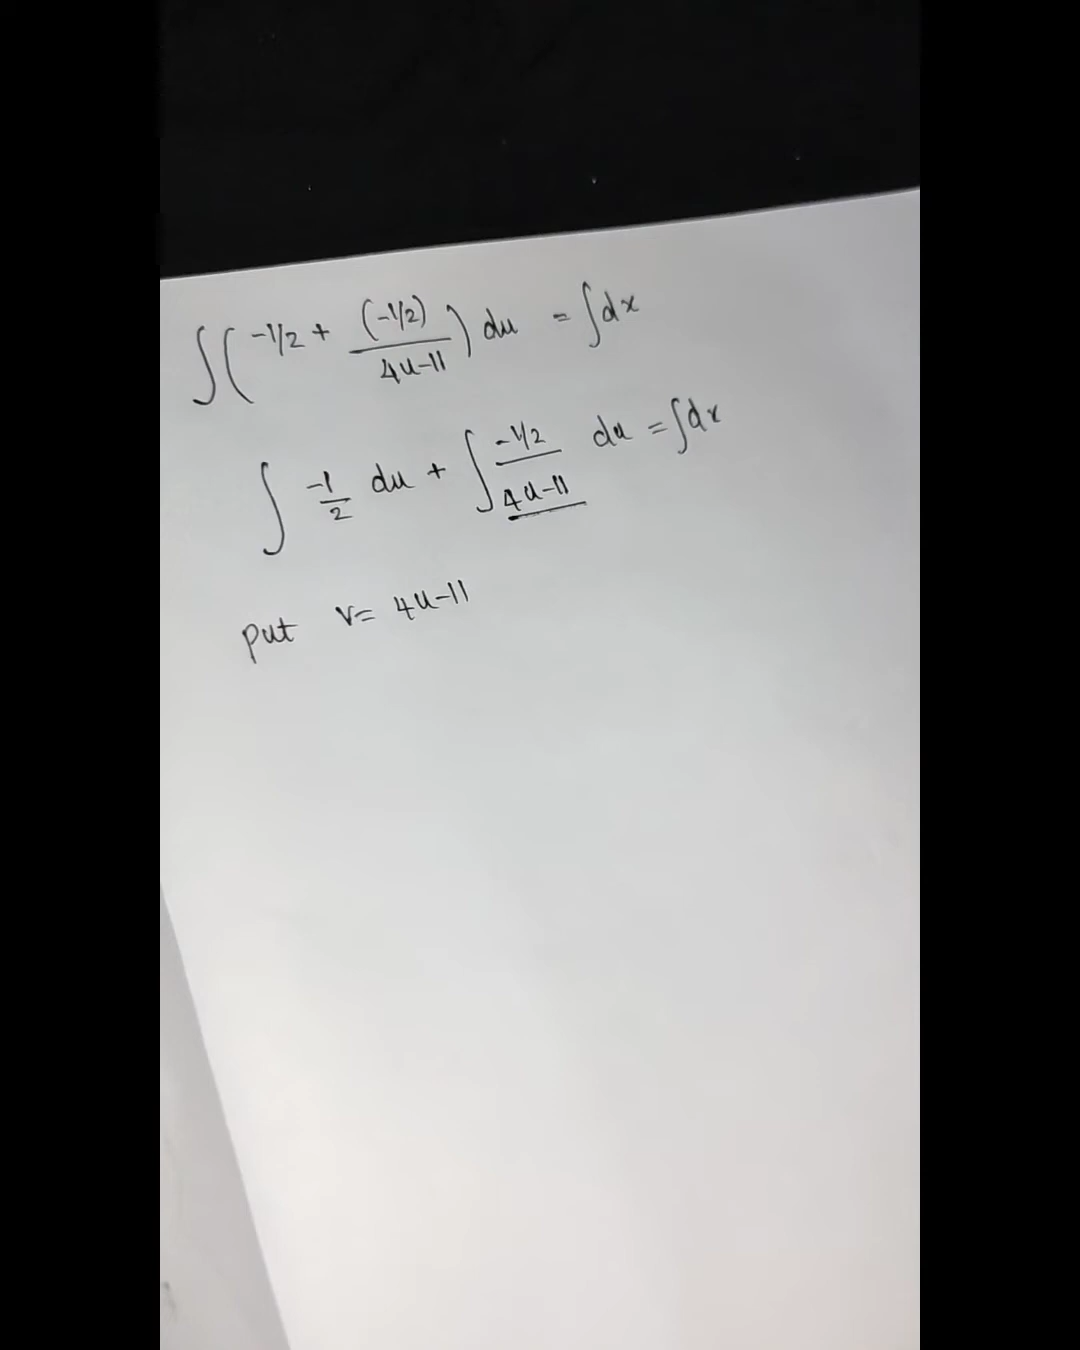 ∫(-1/2 + (-1/2)/(4u-11)) du = ∫dx
∫ -1/2 du + ∫ (-1/2)/(4u-11) du = ∫dx
put v= 4u-11